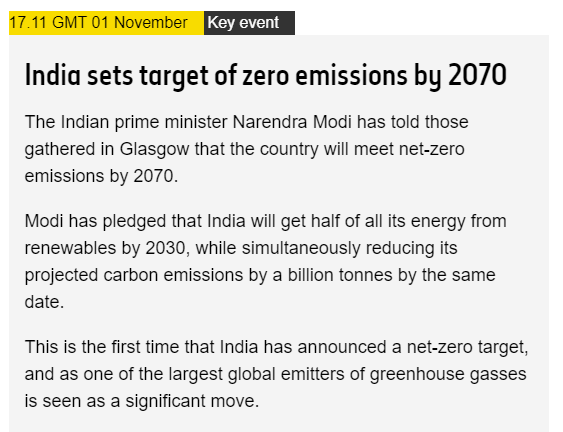 17.11 GMT 01 November Key event
India sets target of zero emissions by 2070
The Indian prime minister Narendra Modi has told those
gathered in Glasgow that the country will meet net-zero
emissions by 2070.
Modi has pledged that India will get half of all its energy from
renewables by 2030, while simultaneously reducing its
projected carbon emissions by a billion tonnes by the same
date.
This is the first time that India has announced a net-zero target,
and as one of the largest global emitters of greenhouse gasses
is seen as a significant move.